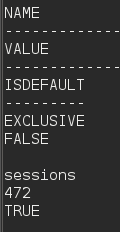 NAME
---------------
VALUE
---------------
ISDEFAULT
---------
EXCLUSIVE
FALSE

sessions
472
TRUE